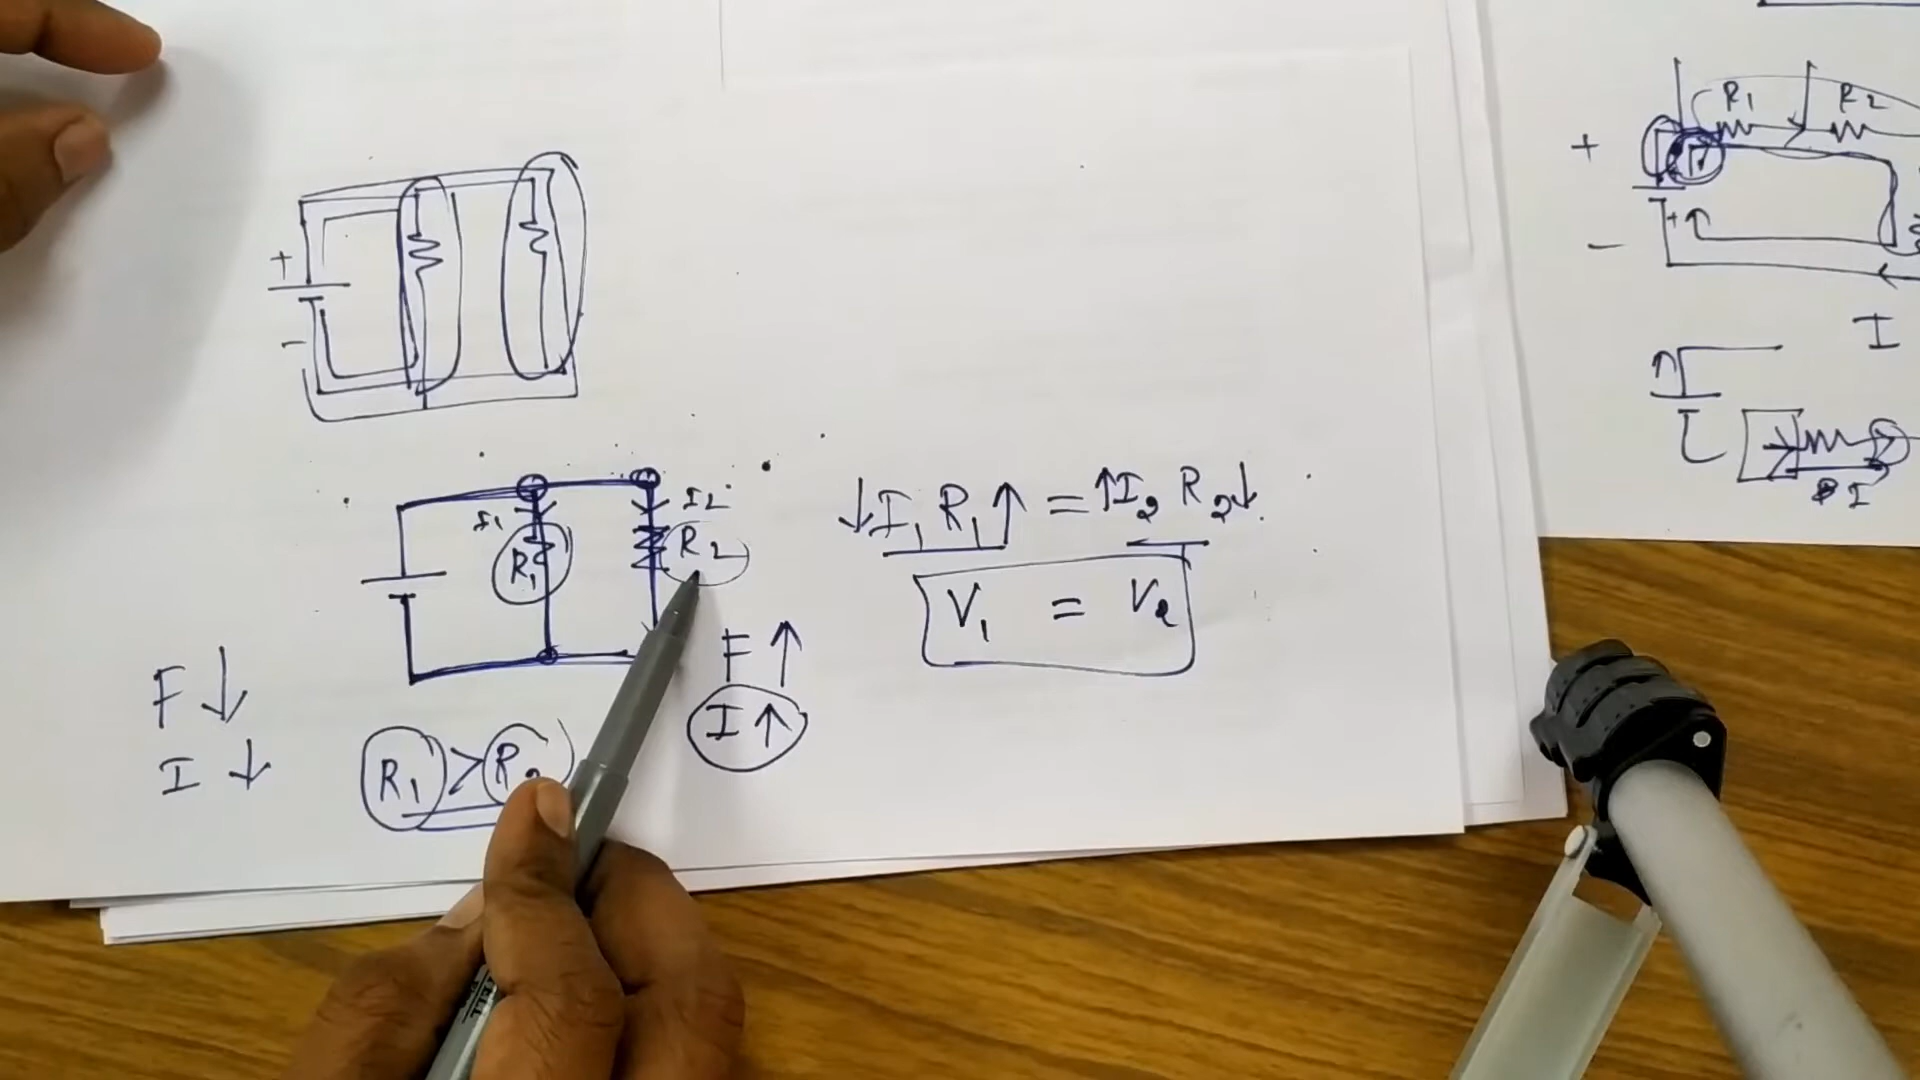 +
−
I₁
R₁
I₂
R₂
F ↓
I ↓
R₁ > R₂
F ↑
I ↑
↓ I₁ R₁ ↑ = ↑ I₂ R₂ ↓
V₁ = V₂
R₁ R₂
+
+
−
I
I